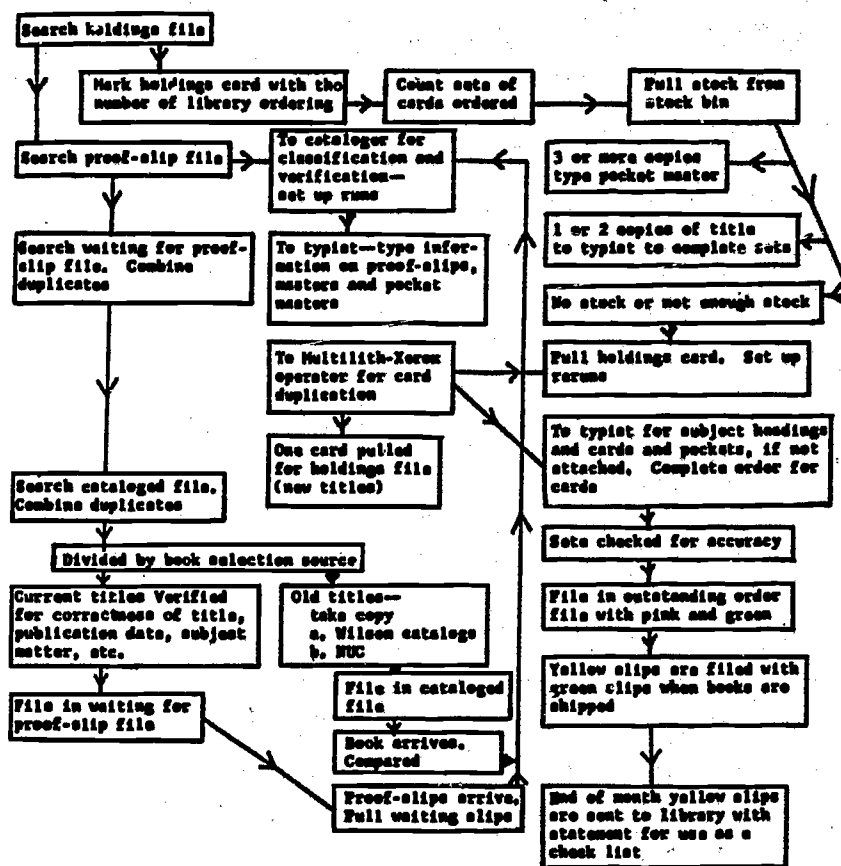 Search holdings file
Mark holdings card with the
number of library ordering
Count sets of
cards ordered
Pull stock from
stock bin
Search proof-slip file
To cataloger for
classification and
verification—
set up runs
3 or more copies
type pocket master
Search waiting for proof-
slip file. Combine
duplicates
To typist—type infor-
mation on proof-slips,
masters and pocket
masters
1 or 2 copies of title
to typist to complete sets
No stock or not enough stock
To Multilith-Xerox
operator for card
duplication
Pull holdings card. Set up
reruns
One card pulled
for holdings file
(new titles)
To typist for subject headings
and cards and pockets, if not
attached. Complete order for
cards
Search cataloged file.
Combine duplicates
Sets checked for accuracy
Divided by book selection source
Current titles Verified
for correctness of title,
publication date, subject
matter, etc.
Old titles—
take copy
a. Wilson catalogs
b. NUC
File in outstanding order
file with pink and green
File in cataloged
file
Yellow slips are filed with
green slips when books are
shipped
File in waiting for
proof-slip file
Book arrives.
Compared
Proof-slips arrive.
Pull waiting slips
End of month yellow slips
are sent to library with
statement for use as a
check list